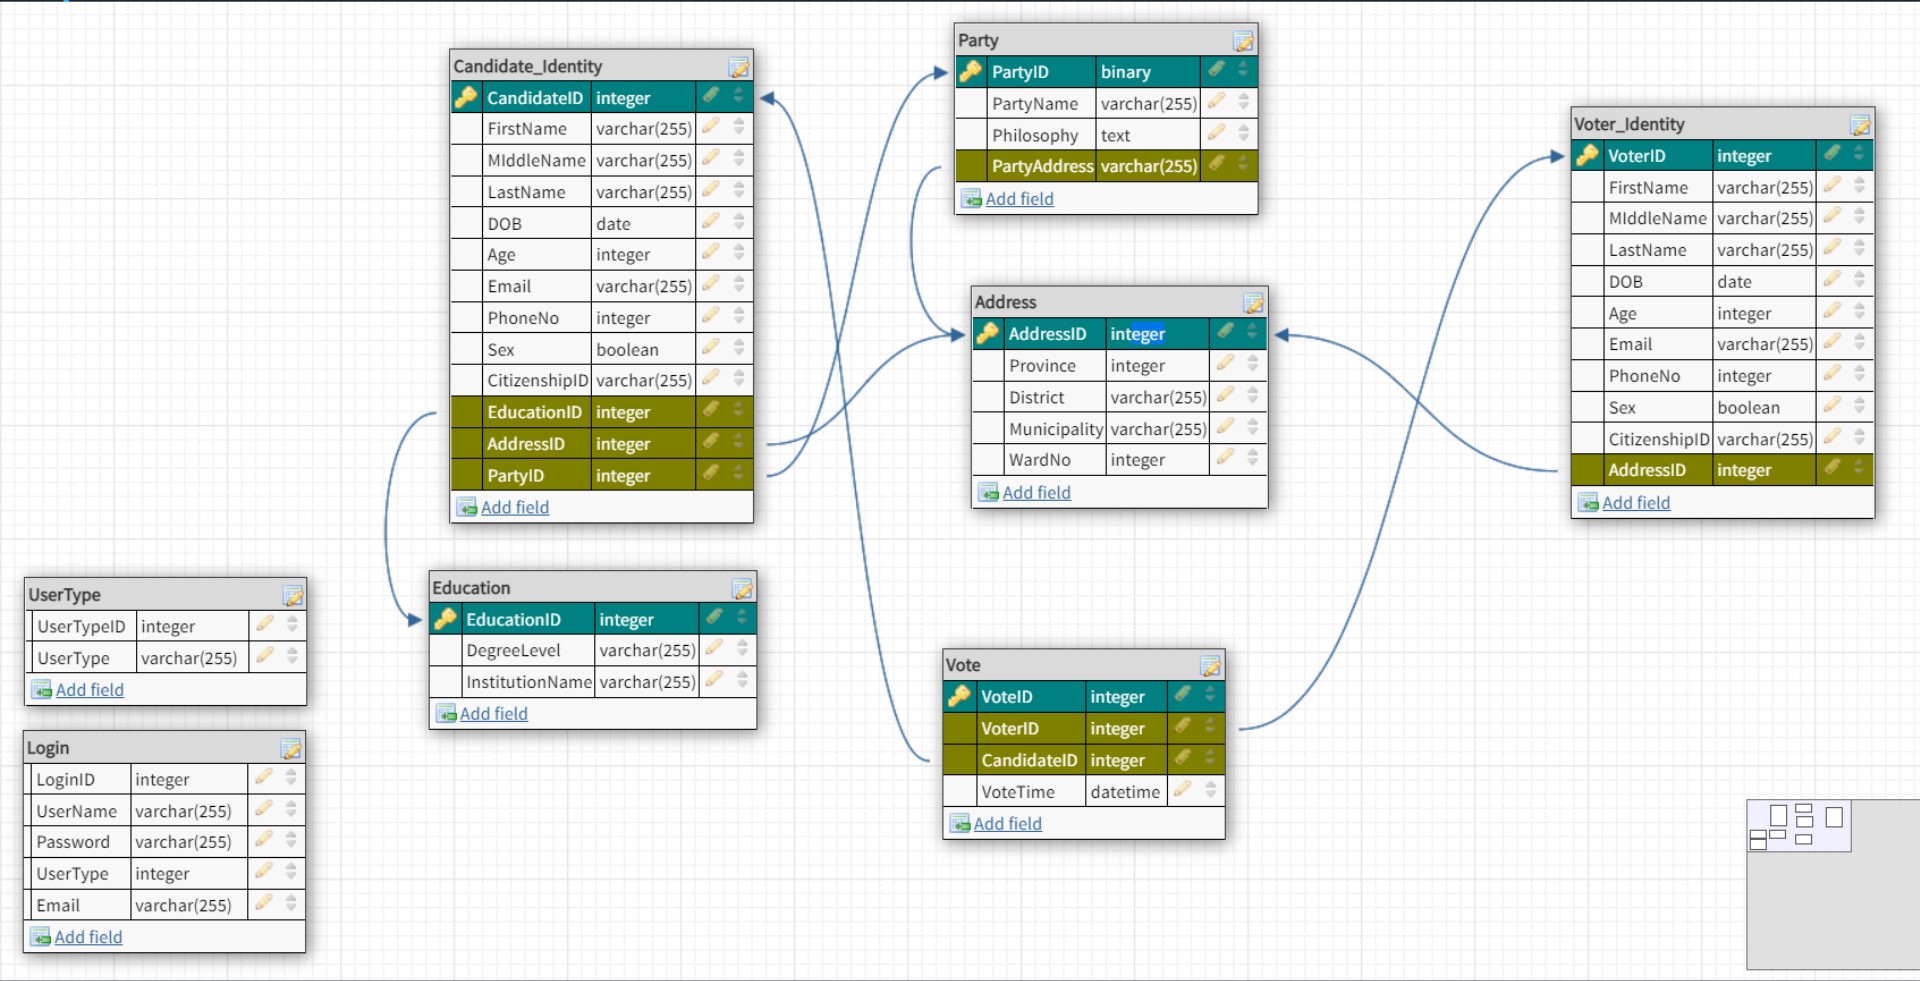 Candidate_Identity
CandidateID integer
FirstName varchar(255)
MIddleName varchar(255)
LastName varchar(255)
DOB date
Age integer
Email varchar(255)
PhoneNo integer
Sex boolean
CitizenshipID varchar(255)
EducationID integer
AddressID integer
PartyID integer
Add field
Party
PartyID binary
PartyName varchar(255)
Philosophy text
PartyAddress varchar(255)
Add field
Voter_Identity
VoterID integer
FirstName varchar(255)
MIddleName varchar(255)
LastName varchar(255)
DOB date
Age integer
Email varchar(255)
PhoneNo integer
Sex boolean
CitizenshipID varchar(255)
AddressID integer
Add field
Address
AddressID integer
Province integer
District varchar(255)
Municipality varchar(255)
WardNo integer
Add field
UserType
UserTypeID integer
UserType varchar(255)
Add field
Education
EducationID integer
DegreeLevel varchar(255)
InstitutionName varchar(255)
Add field
Vote
VoteID integer
VoterID integer
CandidateID integer
VoteTime datetime
Add field
Login
LoginID integer
UserName varchar(255)
Password varchar(255)
UserType integer
Email varchar(255)
Add field